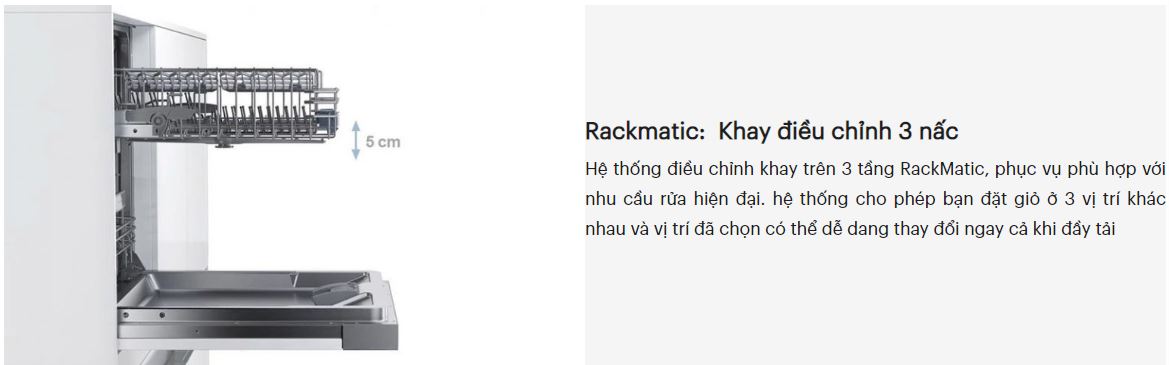 5 cm
Rackmatic:  Khay điều chỉnh 3 nấc
Hệ thống điều chỉnh khay trên 3 tầng RackMatic, phục vụ phù hợp với
nhu cầu rửa hiện đại. hệ thống cho phép bạn đặt giỏ ở 3 vị trí khác
nhau và vị trí đã chọn có thể dễ dang thay đổi ngay cả khi đầy tải